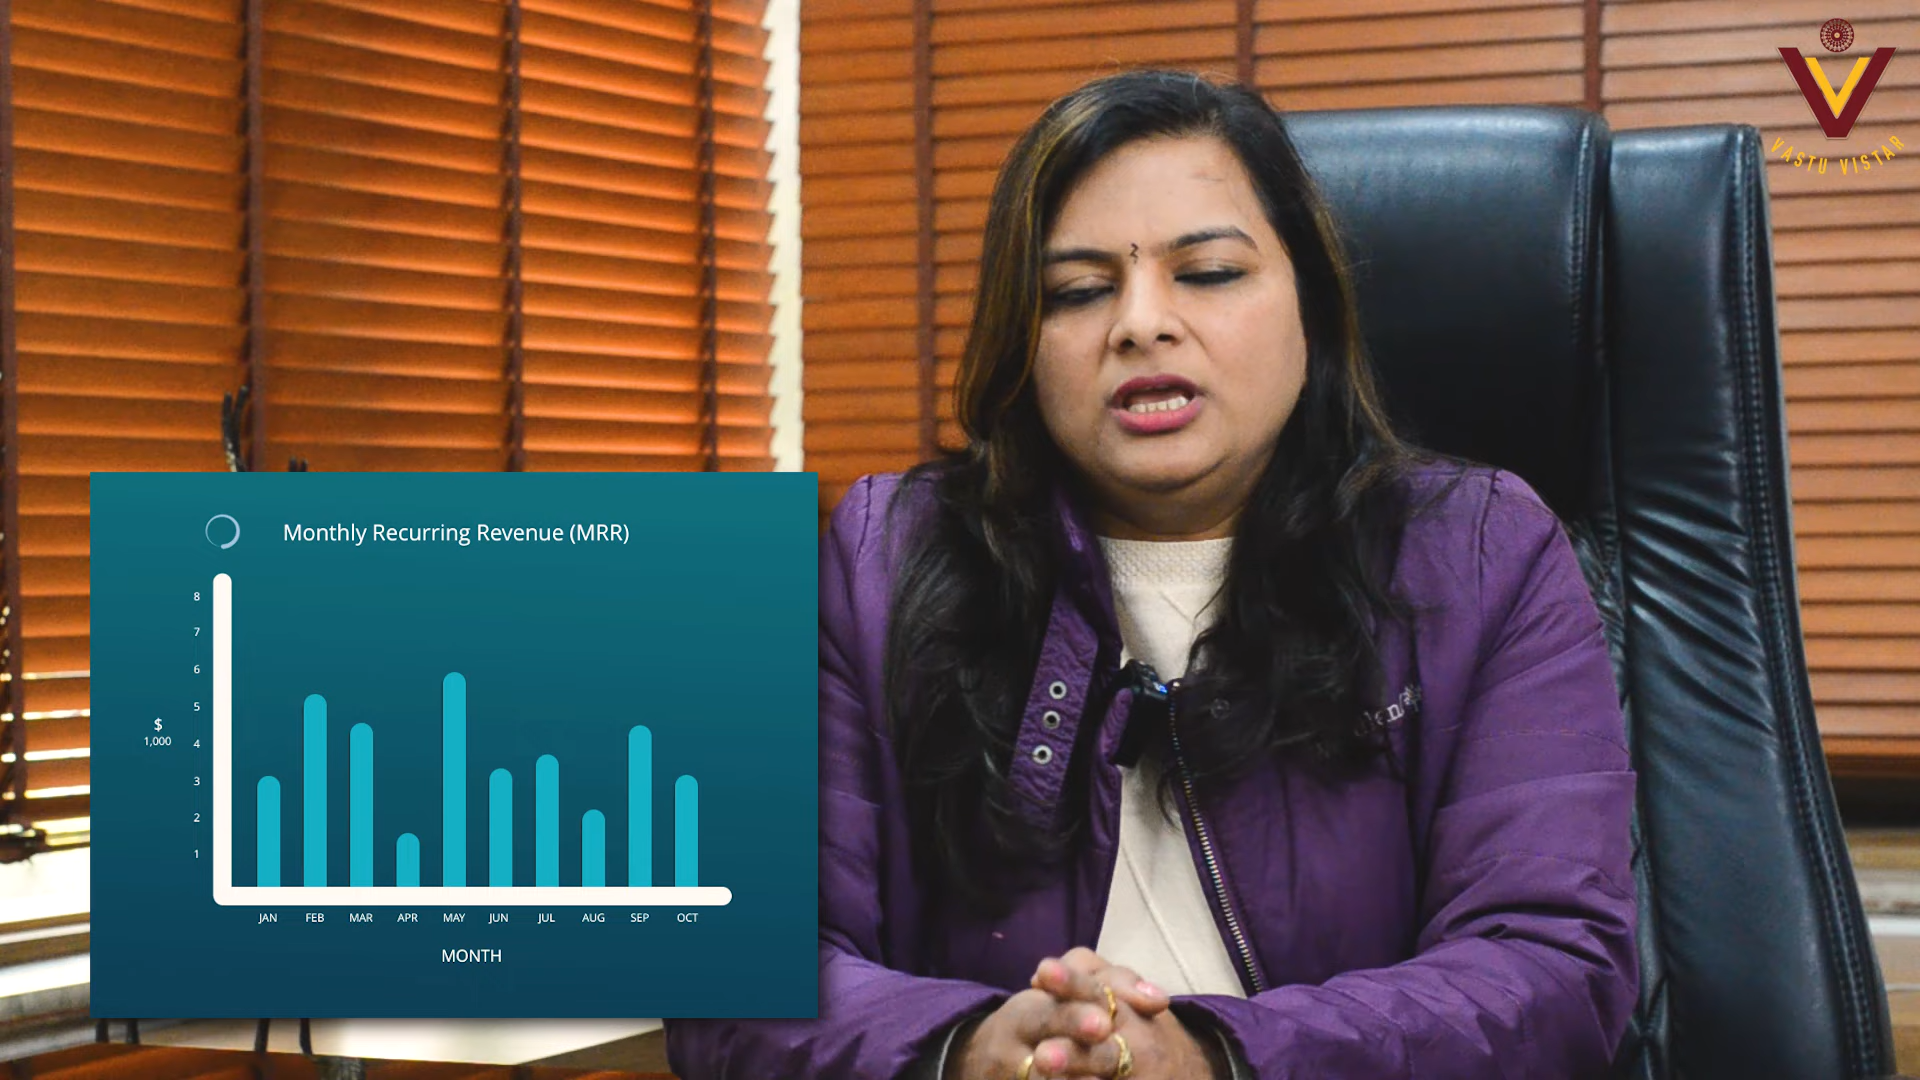 VASTU VISTAR
Monthly Recurring Revenue (MRR)
8
7
6
5
$
1,000
4
3
2
1
JAN FEB MAR APR MAY JUN JUL AUG SEP OCT
MONTH